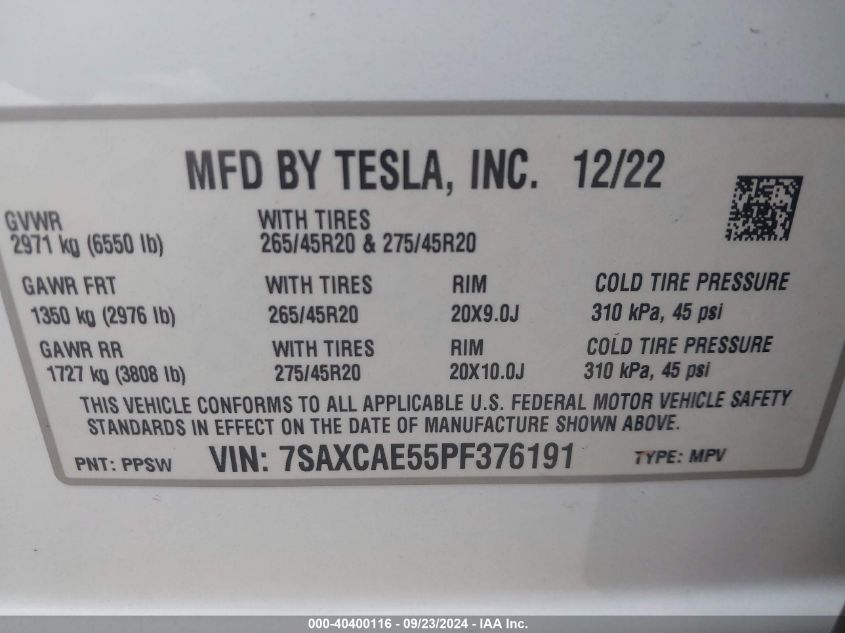 MFD BY TESLA, INC. 12/22
GVWR WITH TIRES
2971 kg (6550 lb) 265/45R20 & 275/45R20
GAWR FRT WITH TIRES RIM COLD TIRE PRESSURE
1350 kg (2976 lb) 265/45R20 20X9.0J 310 kPa, 45 psi
GAWR RR WITH TIRES RIM COLD TIRE PRESSURE
1727 kg (3808 lb) 275/45R20 20X10.0J 310 kPa, 45 psi
THIS VEHICLE CONFORMS TO ALL APPLICABLE U.S. FEDERAL MOTOR VEHICLE SAFETY
STANDARDS IN EFFECT ON THE DATE OF MANUFACTURE SHOWN ABOVE.
PNT: PPSW VIN: 7SAXCAE55PF376191 TYPE: MPV
000-40400116 - 09/23/2024 - IAA Inc.